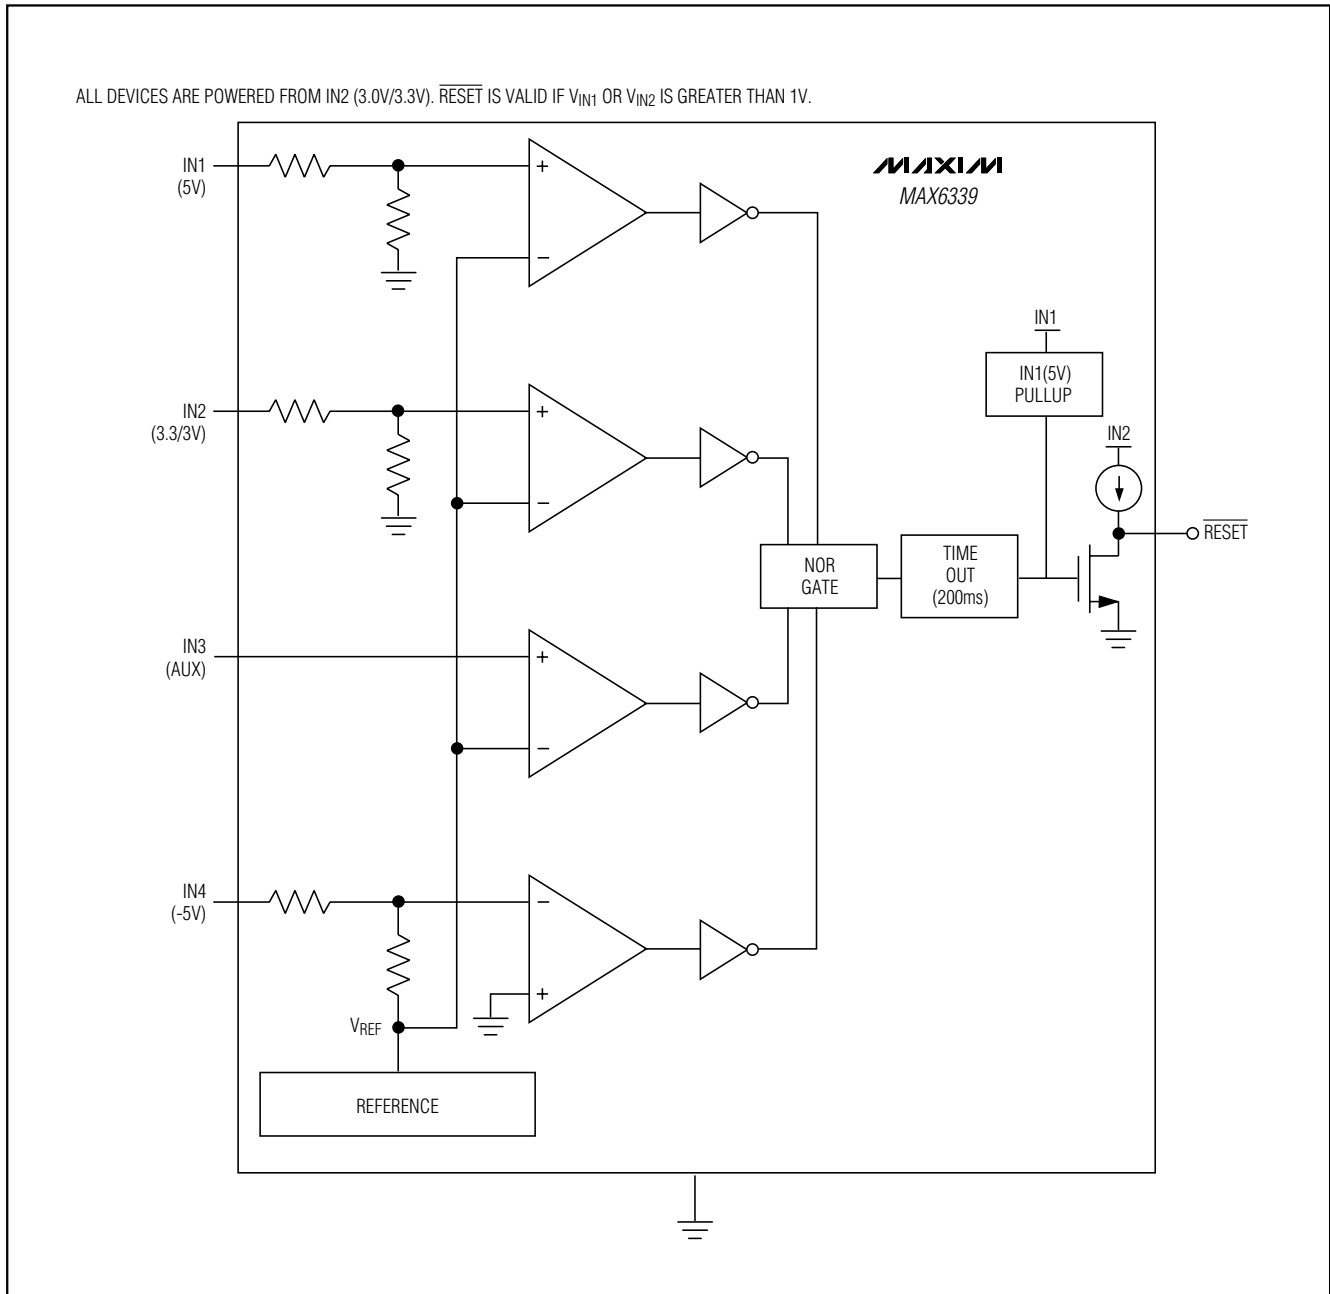 ALL DEVICES ARE POWERED FROM IN2 (3.0V/3.3V). RESET IS VALID IF VIN1 OR VIN2 IS GREATER THAN 1V.
IN1
(5V)
+
−
MAXIM
MAX6339
IN1
IN1(5V)
PULLUP
IN2
(3.3/3V)
+
−
IN2
RESET
NOR
GATE
TIME
OUT
(200ms)
IN3
(AUX)
+
−
IN4
(-5V)
−
+
VREF
REFERENCE